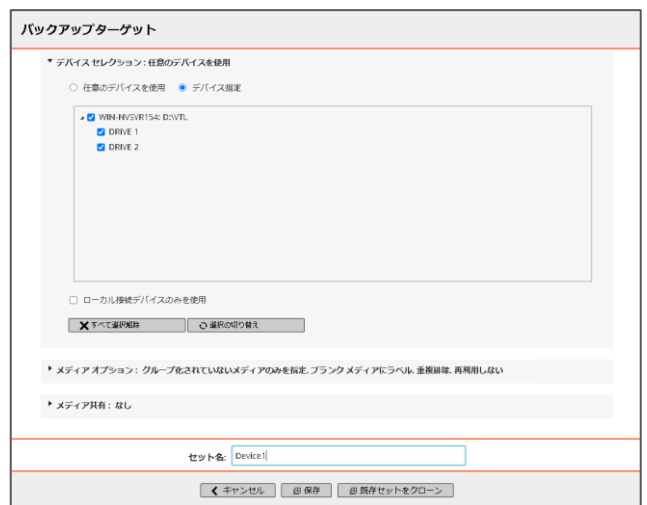 バックアップターゲット
デバイス セレクション : 任意のデバイスを使用
任意のデバイスを使用 デバイス指定
WIN-NVSVR154: D:\VTL
DRIVE 1
DRIVE 2
ローカル接続デバイスのみを使用
すべて選択解除 選択の切り替え
メディア オプション : グループ化されていないメディアのみを指定, ブランク メディアにラベル, 重複排除, 再利用しない
メディア共有 : なし
セット名: Device1
キャンセル 保存 既存セットをクローン